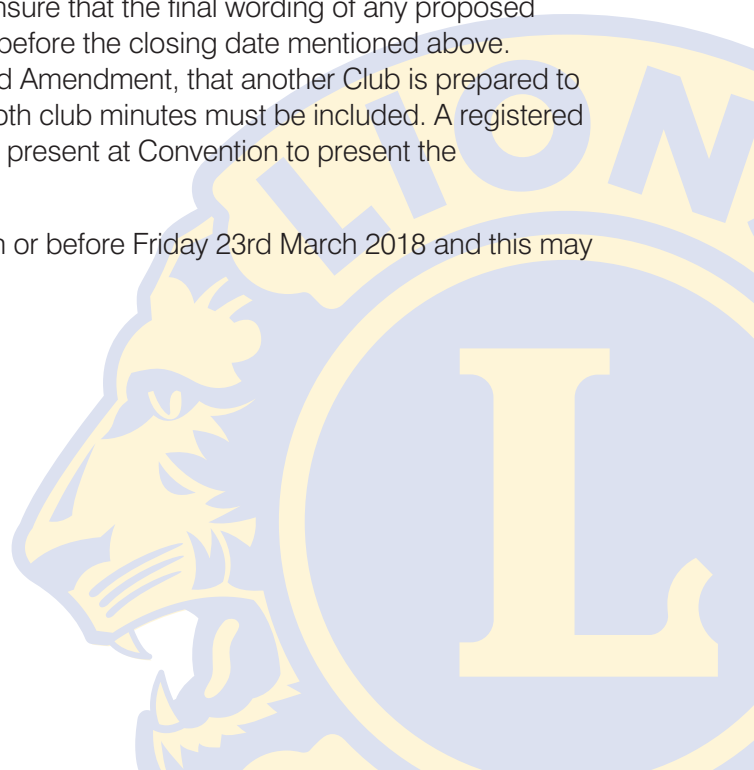 nsure that the final wording of any proposed
before the closing date mentioned above.
d Amendment, that another Club is prepared to
oth club minutes must be included. A registered
present at Convention to present the
n or before Friday 23rd March 2018 and this may
LIONS
L